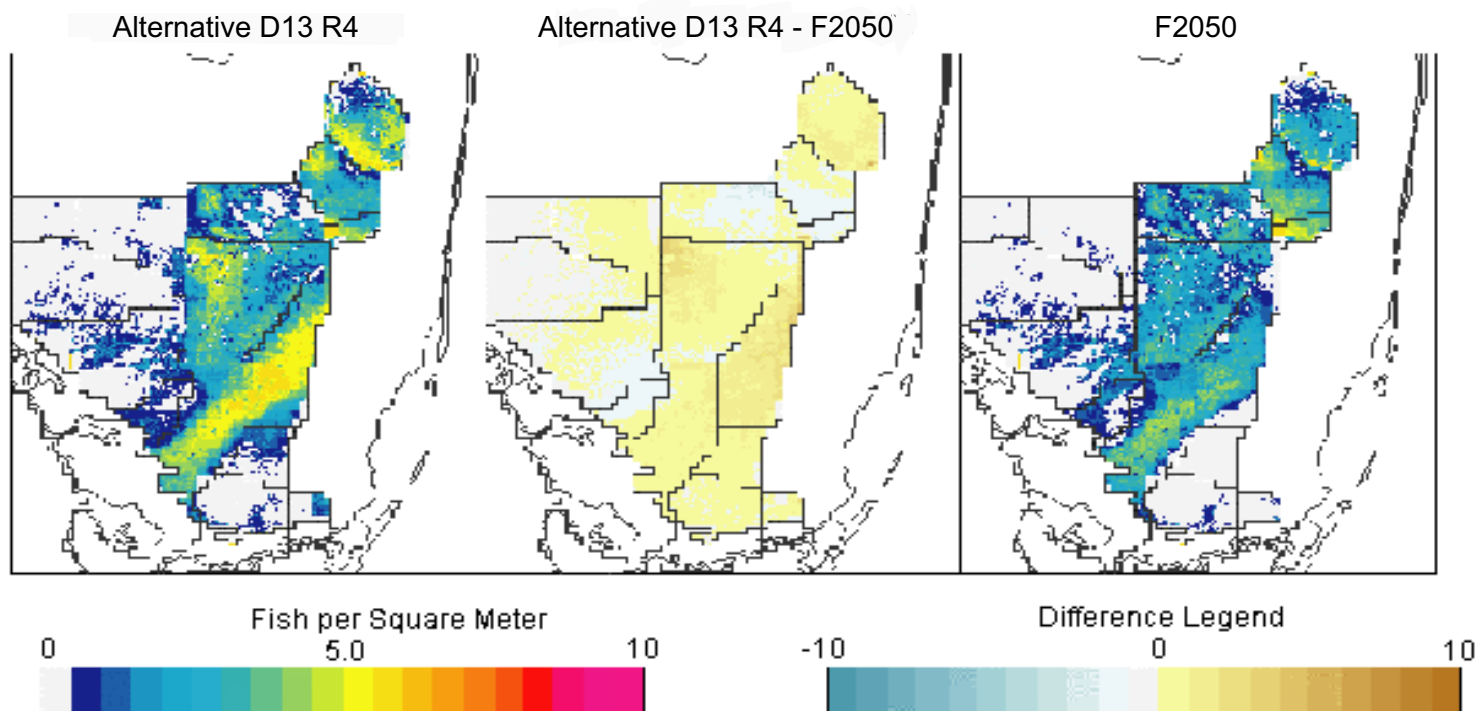 Alternative D13 R4
Alternative D13 R4 - F2050
F2050
Fish per Square Meter
0 5.0 10
Difference Legend
-10 0 10